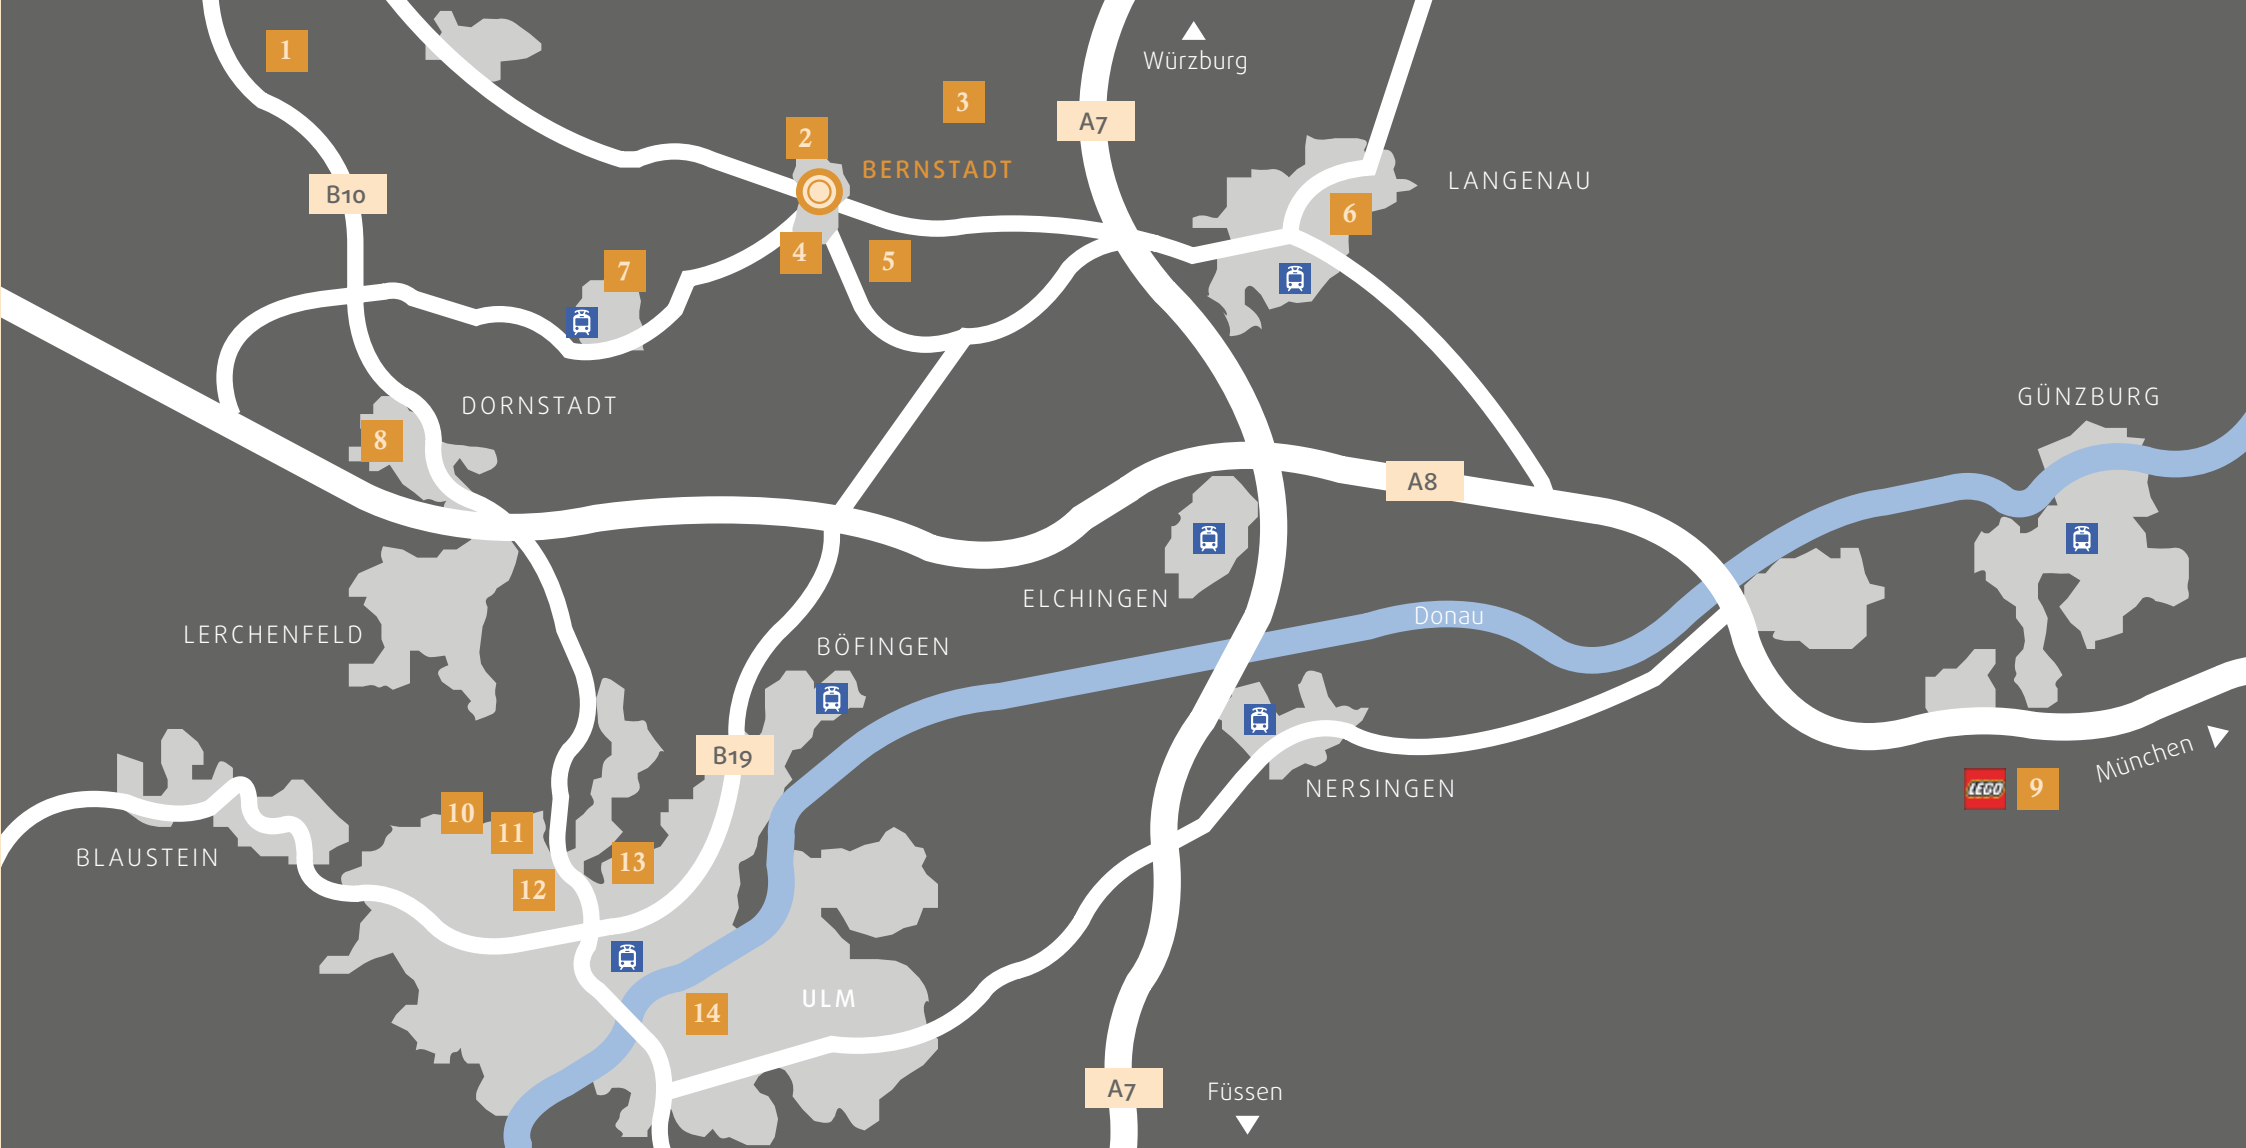 1
Würzburg
3
A7
2
BERNSTADT
LANGENAU
B10
6
4
5
7
DORNSTADT
GÜNZBURG
8
A8
ELCHINGEN
Donau
LERCHENFELD
BÖFINGEN
B19
München
LEGO
9
NERSINGEN
10
11
BLAUSTEIN
13
12
ULM
14
A7
Füssen